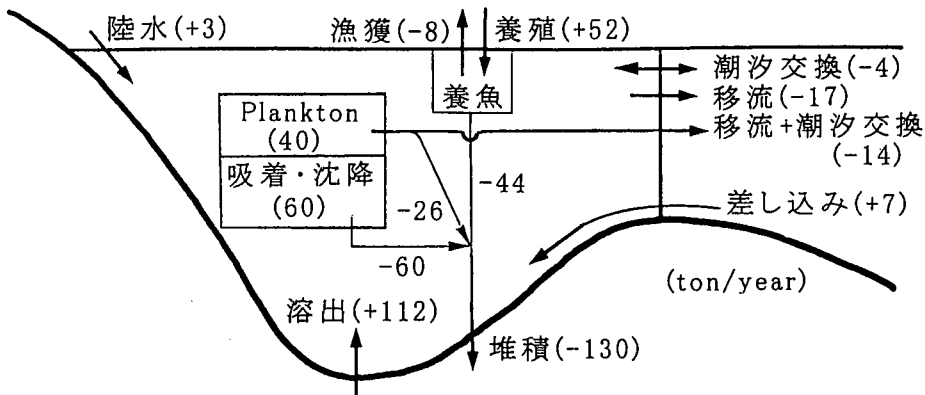 陸水(+3)
漁獲(-8)
養殖(+52)
養魚
潮汐交換(-4)
移流(-17)
移流+潮汐交換
(-14)
Plankton
(40)
吸着・沈降
(60)
-44
-26
-60
差し込み(+7)
(ton/year)
溶出(+112)
堆積(-130)